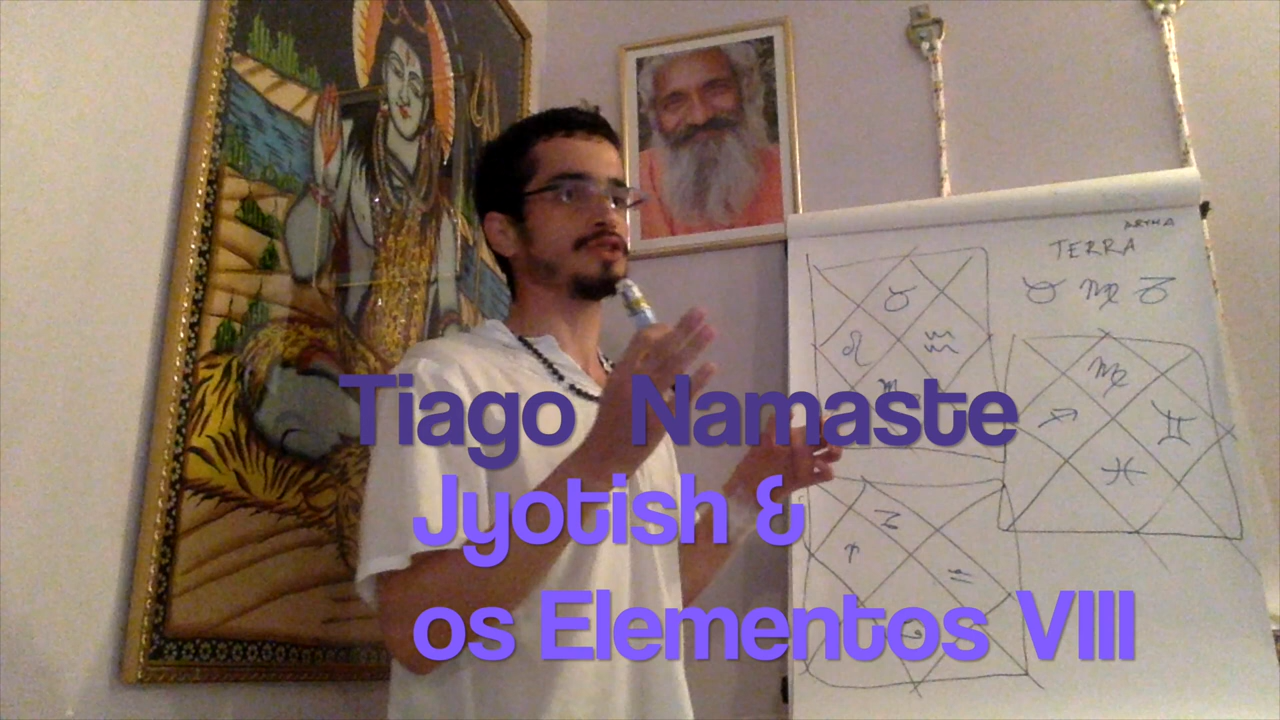 ARTHA
TERRA
♉ ♍ ♑
Tiago Namaste
Jyotish &
os Elementos VIII